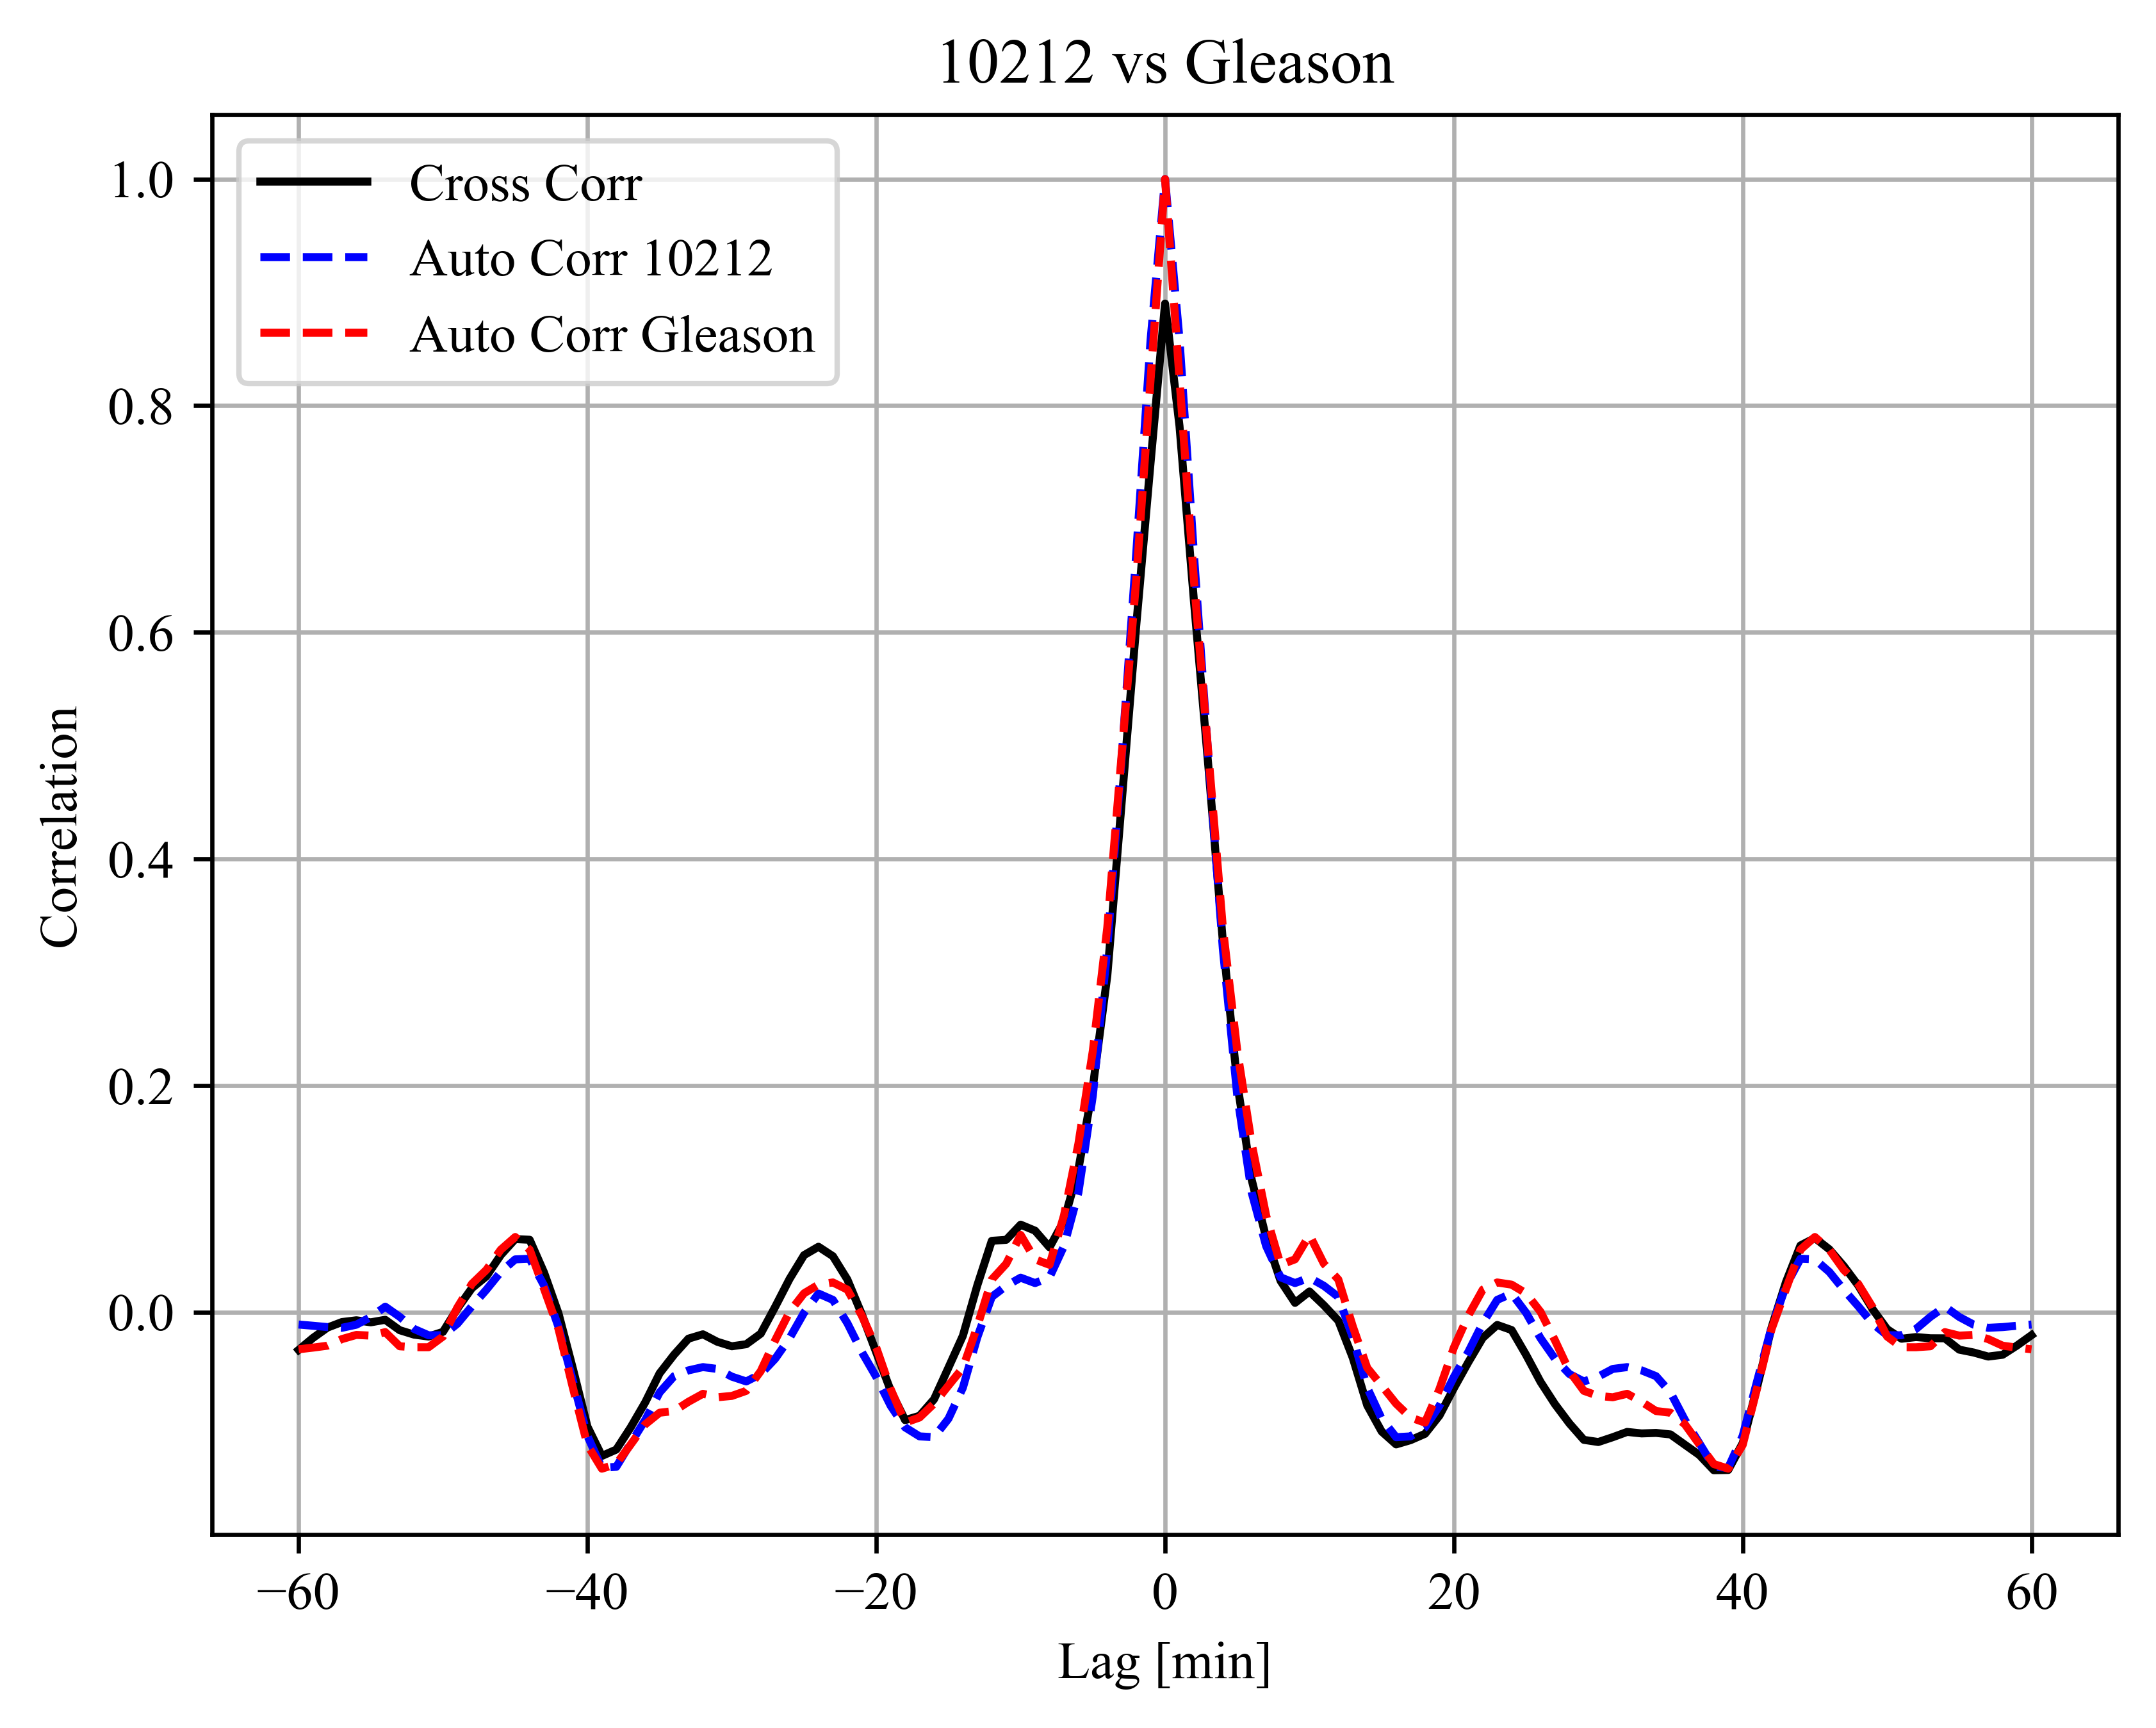 10212 vs Gleason
Cross Corr
Auto Corr 10212
Auto Corr Gleason
1.0
0.8
0.6
0.4
0.2
0.0
Correlation
−60 −40 −20 0 20 40 60
Lag [min]